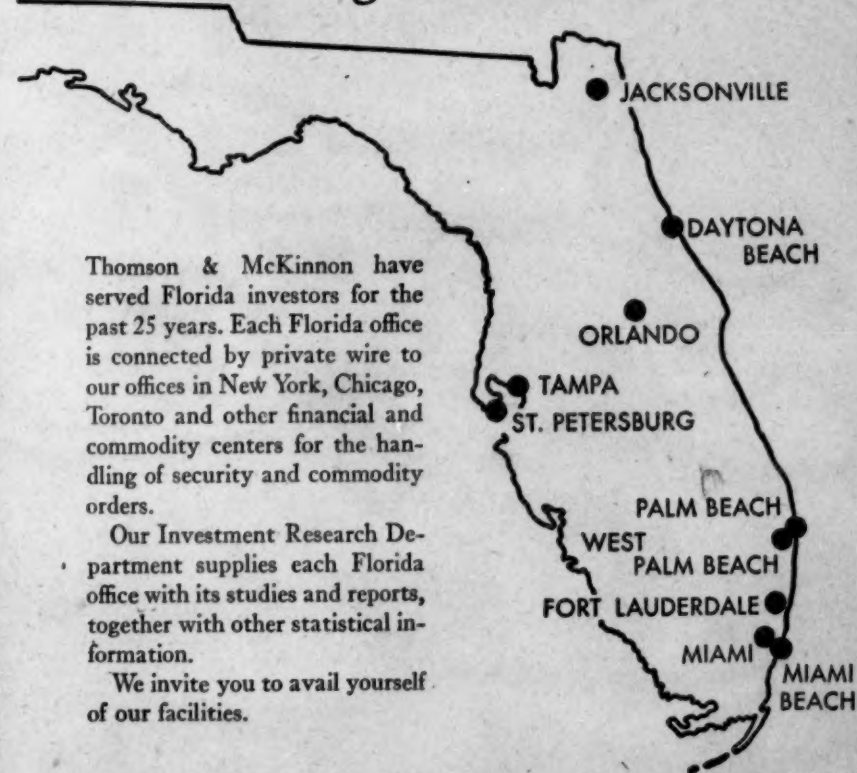 JACKSONVILLE
DAYTONA
BEACH
ORLANDO
TAMPA
ST. PETERSBURG
PALM BEACH
WEST
PALM BEACH
FORT LAUDERDALE
MIAMI
MIAMI
BEACH
Thomson & McKinnon have
served Florida investors for the
past 25 years. Each Florida office
is connected by private wire to
our offices in New York, Chicago,
Toronto and other financial and
commodity centers for the han-
dling of security and commodity
orders.
Our Investment Research De-
partment supplies each Florida
office with its studies and reports,
together with other statistical in-
formation.
We invite you to avail yourself
of our facilities.